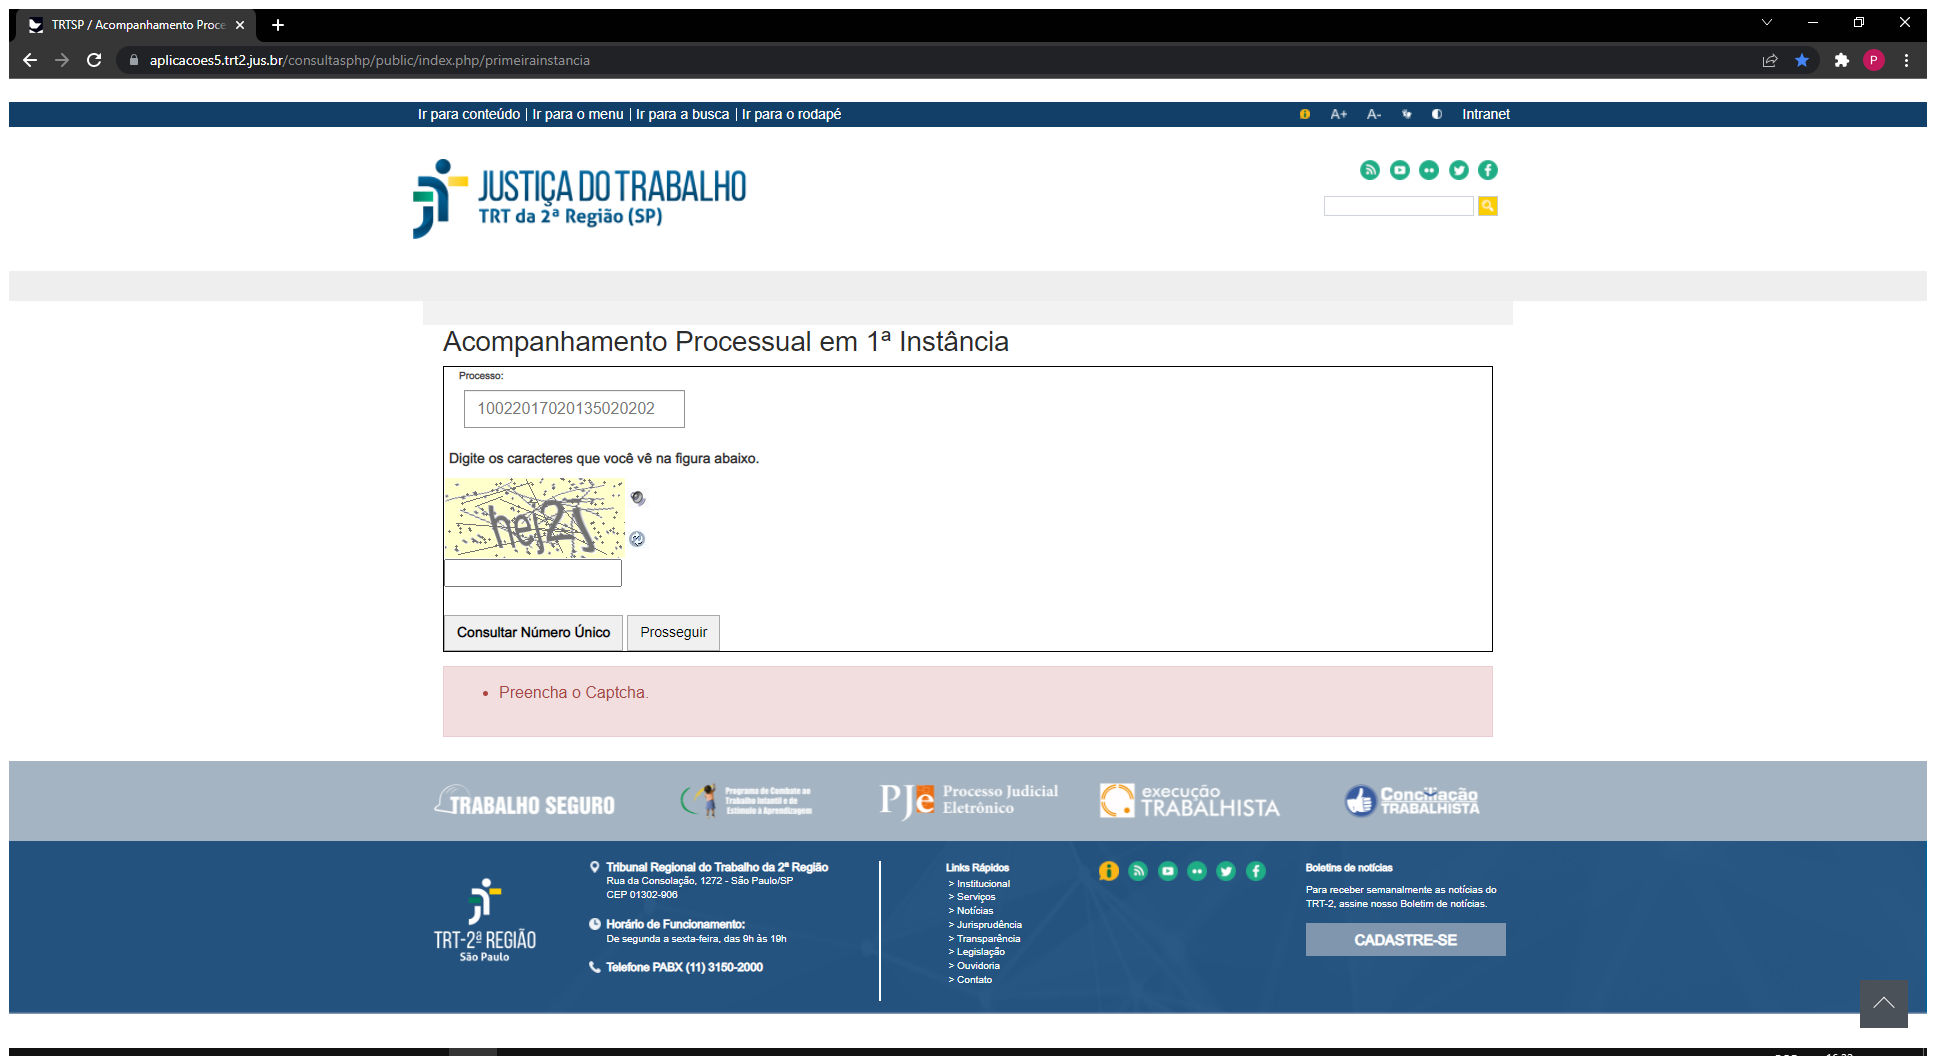 TRTSP / Acompanhamento Proce
aplicacoes5.trt2.jus.br/consultasphp/public/index.php/primeirainstancia
P
Ir para conteúdo | Ir para o menu | Ir para a busca | Ir para o rodapé
A+ A- Intranet
JUSTIÇA DO TRABALHO
TRT da 2ª Região (SP)
Acompanhamento Processual em 1ª Instância
Processo:
10022017020135020202
Digite os caracteres que você vê na figura abaixo.
Consultar Número Único
Prosseguir
Preencha o Captcha.
TRABALHO SEGURO
Programa de Combate ao
Trabalho Infantil e de
Estímulo à Aprendizagem
PJe Processo Judicial
Eletrônico
execução
TRABALHISTA
Conciliação
TRABALHISTA
TRT-2ª REGIÃO
São Paulo
Tribunal Regional do Trabalho da 2ª Região
Rua da Consolação, 1272 - São Paulo/SP
CEP 01302-906
Horário de Funcionamento:
De segunda a sexta-feira, das 9h às 19h
Telefone PABX (11) 3150-2000
Links Rápidos
> Institucional
> Serviços
> Notícias
> Jurisprudência
> Transparência
> Legislação
> Ouvidoria
> Contato
Boletins de notícias
Para receber semanalmente as notícias do
TRT-2, assine nosso Boletim de notícias.
CADASTRE-SE